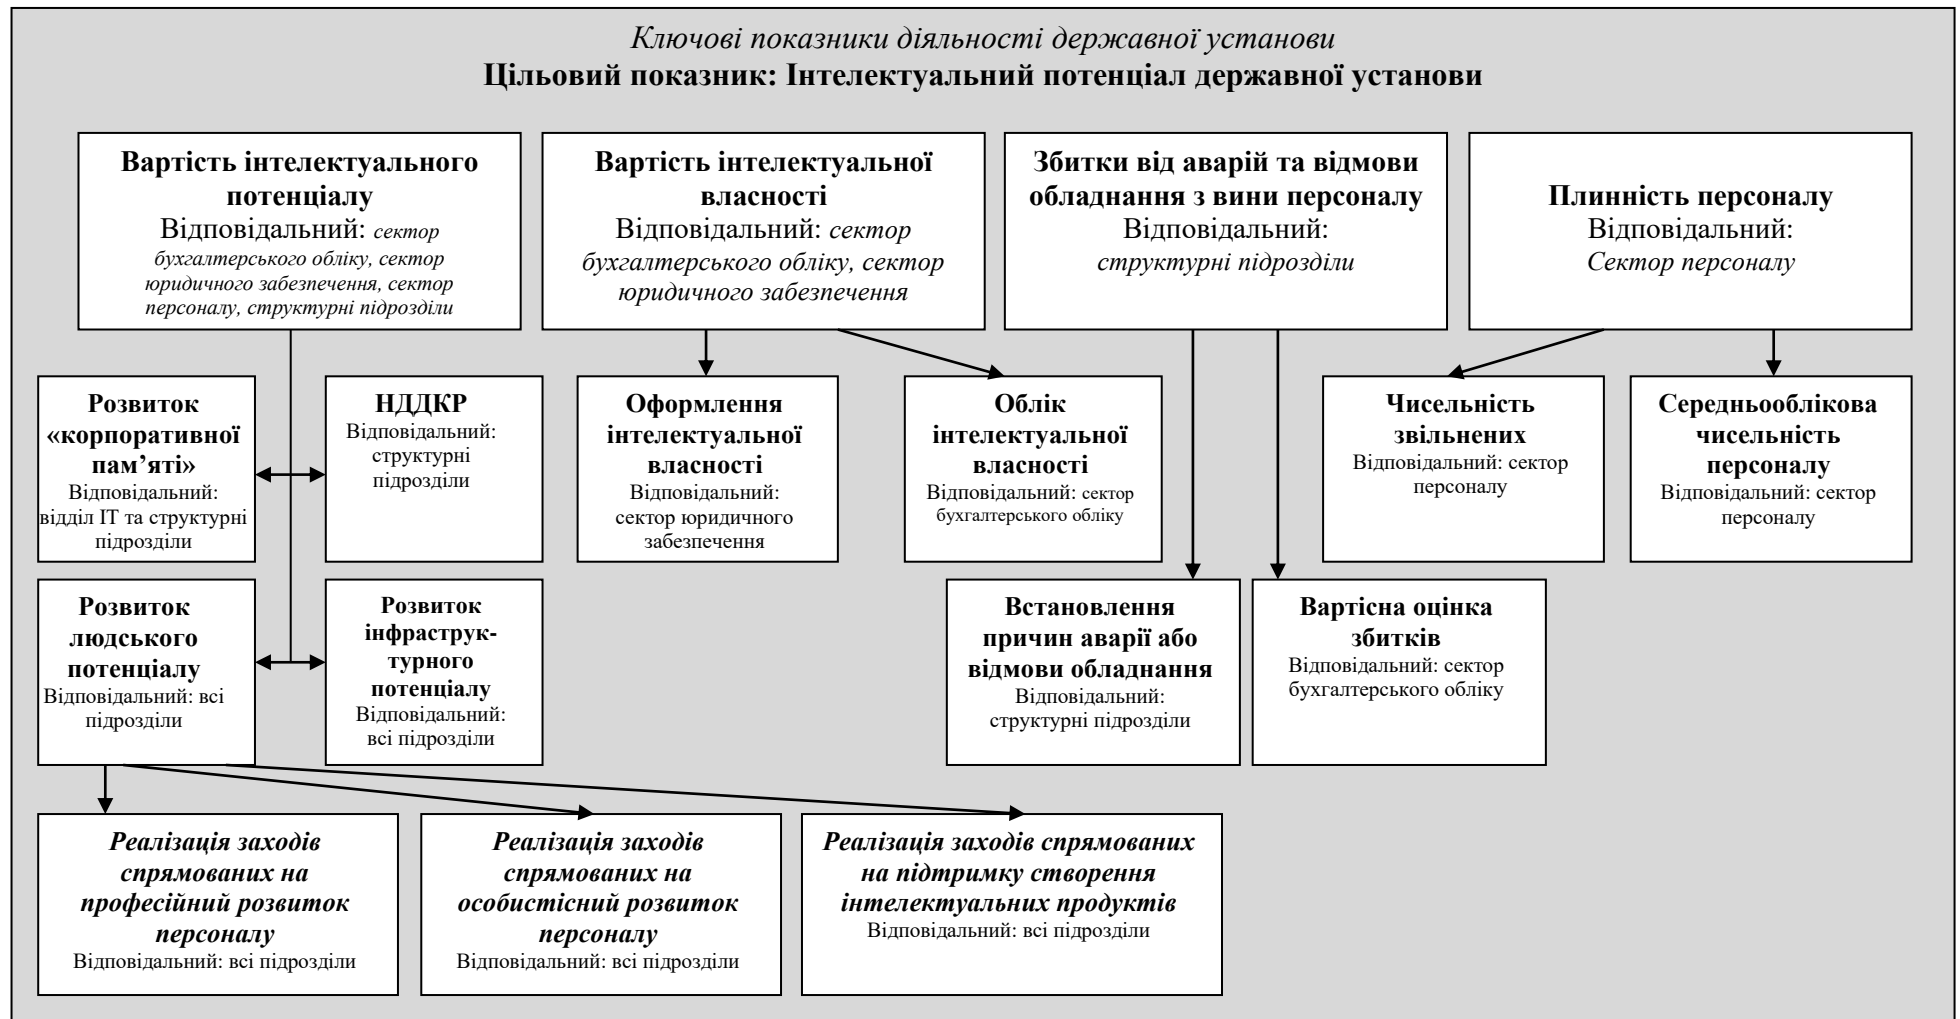 Ключові показники діяльності державної установи
Цільовий показник: Інтелектуальний потенціал державної установи
Вартість інтелектуального
потенціалу
Відповідальний: сектор
бухгалтерського обліку, сектор
юридичного забезпечення, сектор
персоналу, структурні підрозділи
Вартість інтелектуальної
власності
Відповідальний: сектор
бухгалтерського обліку, сектор
юридичного забезпечення
Збитки від аварій та відмови
обладнання з вини персоналу
Відповідальний:
структурні підрозділи
Плинність персоналу
Відповідальний:
Сектор персоналу
Розвиток
«корпоративної
пам’яті»
Відповідальний:
відділ ІТ та структурні
підрозділи
НДДКР
Відповідальний:
структурні
підрозділи
Оформлення
інтелектуальної
власності
Відповідальний:
сектор юридичного
забезпечення
Облік
інтелектуальної
власності
Відповідальний: сектор
бухгалтерського обліку
Чисельність
звільнених
Відповідальний: сектор
персоналу
Середньооблікова
чисельність
персоналу
Відповідальний: сектор
персоналу
Розвиток
людського
потенціалу
Відповідальний: всі
підрозділи
Розвиток
інфраструк-
турного
потенціалу
Відповідальний:
всі підрозділи
Встановлення
причин аварії або
відмови обладнання
Відповідальний:
структурні підрозділи
Вартісна оцінка
збитків
Відповідальний: сектор
бухгалтерського обліку
Реалізація заходів
спрямованих на
професійний розвиток
персоналу
Відповідальний: всі підрозділи
Реалізація заходів
спрямованих на
особистісний розвиток
персоналу
Відповідальний: всі підрозділи
Реалізація заходів спрямованих
на підтримку створення
інтелектуальних продуктів
Відповідальний: всі підрозділи